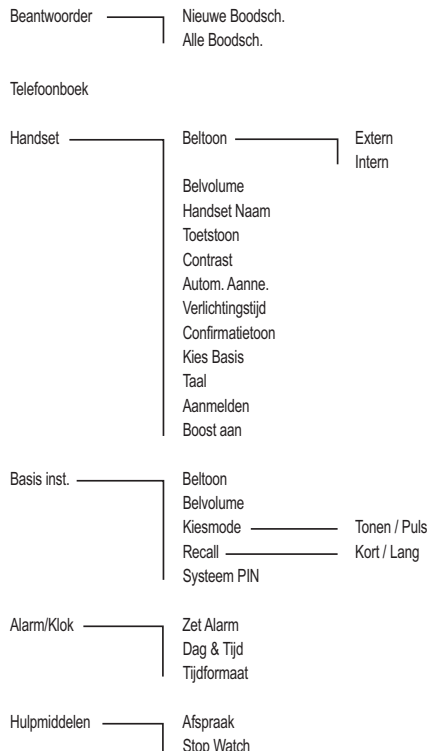 Beantwoorder Nieuwe Boodsch.
Alle Boodsch.
Telefoonboek
Handset Beltoon Extern
Intern
Belvolume
Handset Naam
Toetstoon
Contrast
Autom. Aanne.
Verlichtingstijd
Confirmatietoon
Kies Basis
Taal
Aanmelden
Boost aan
Basis inst. Beltoon
Belvolume
Kiesmode Tonen / Puls
Recall Kort / Lang
Systeem PIN
Alarm/Klok Zet Alarm
Dag & Tijd
Tijdformaat
Hulpmiddelen Afspraak
Stop Watch